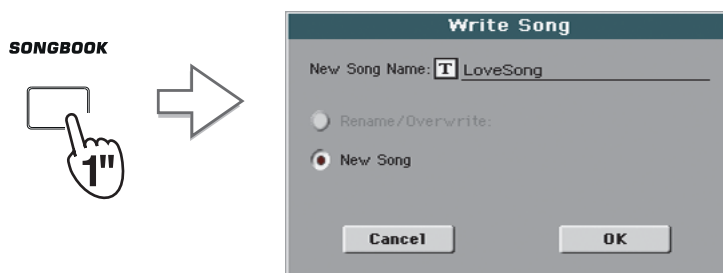 SONGBOOK
1"
Write Song
New Song Name: T LoveSong
Rename/Overwrite:
New Song
Cancel
OK